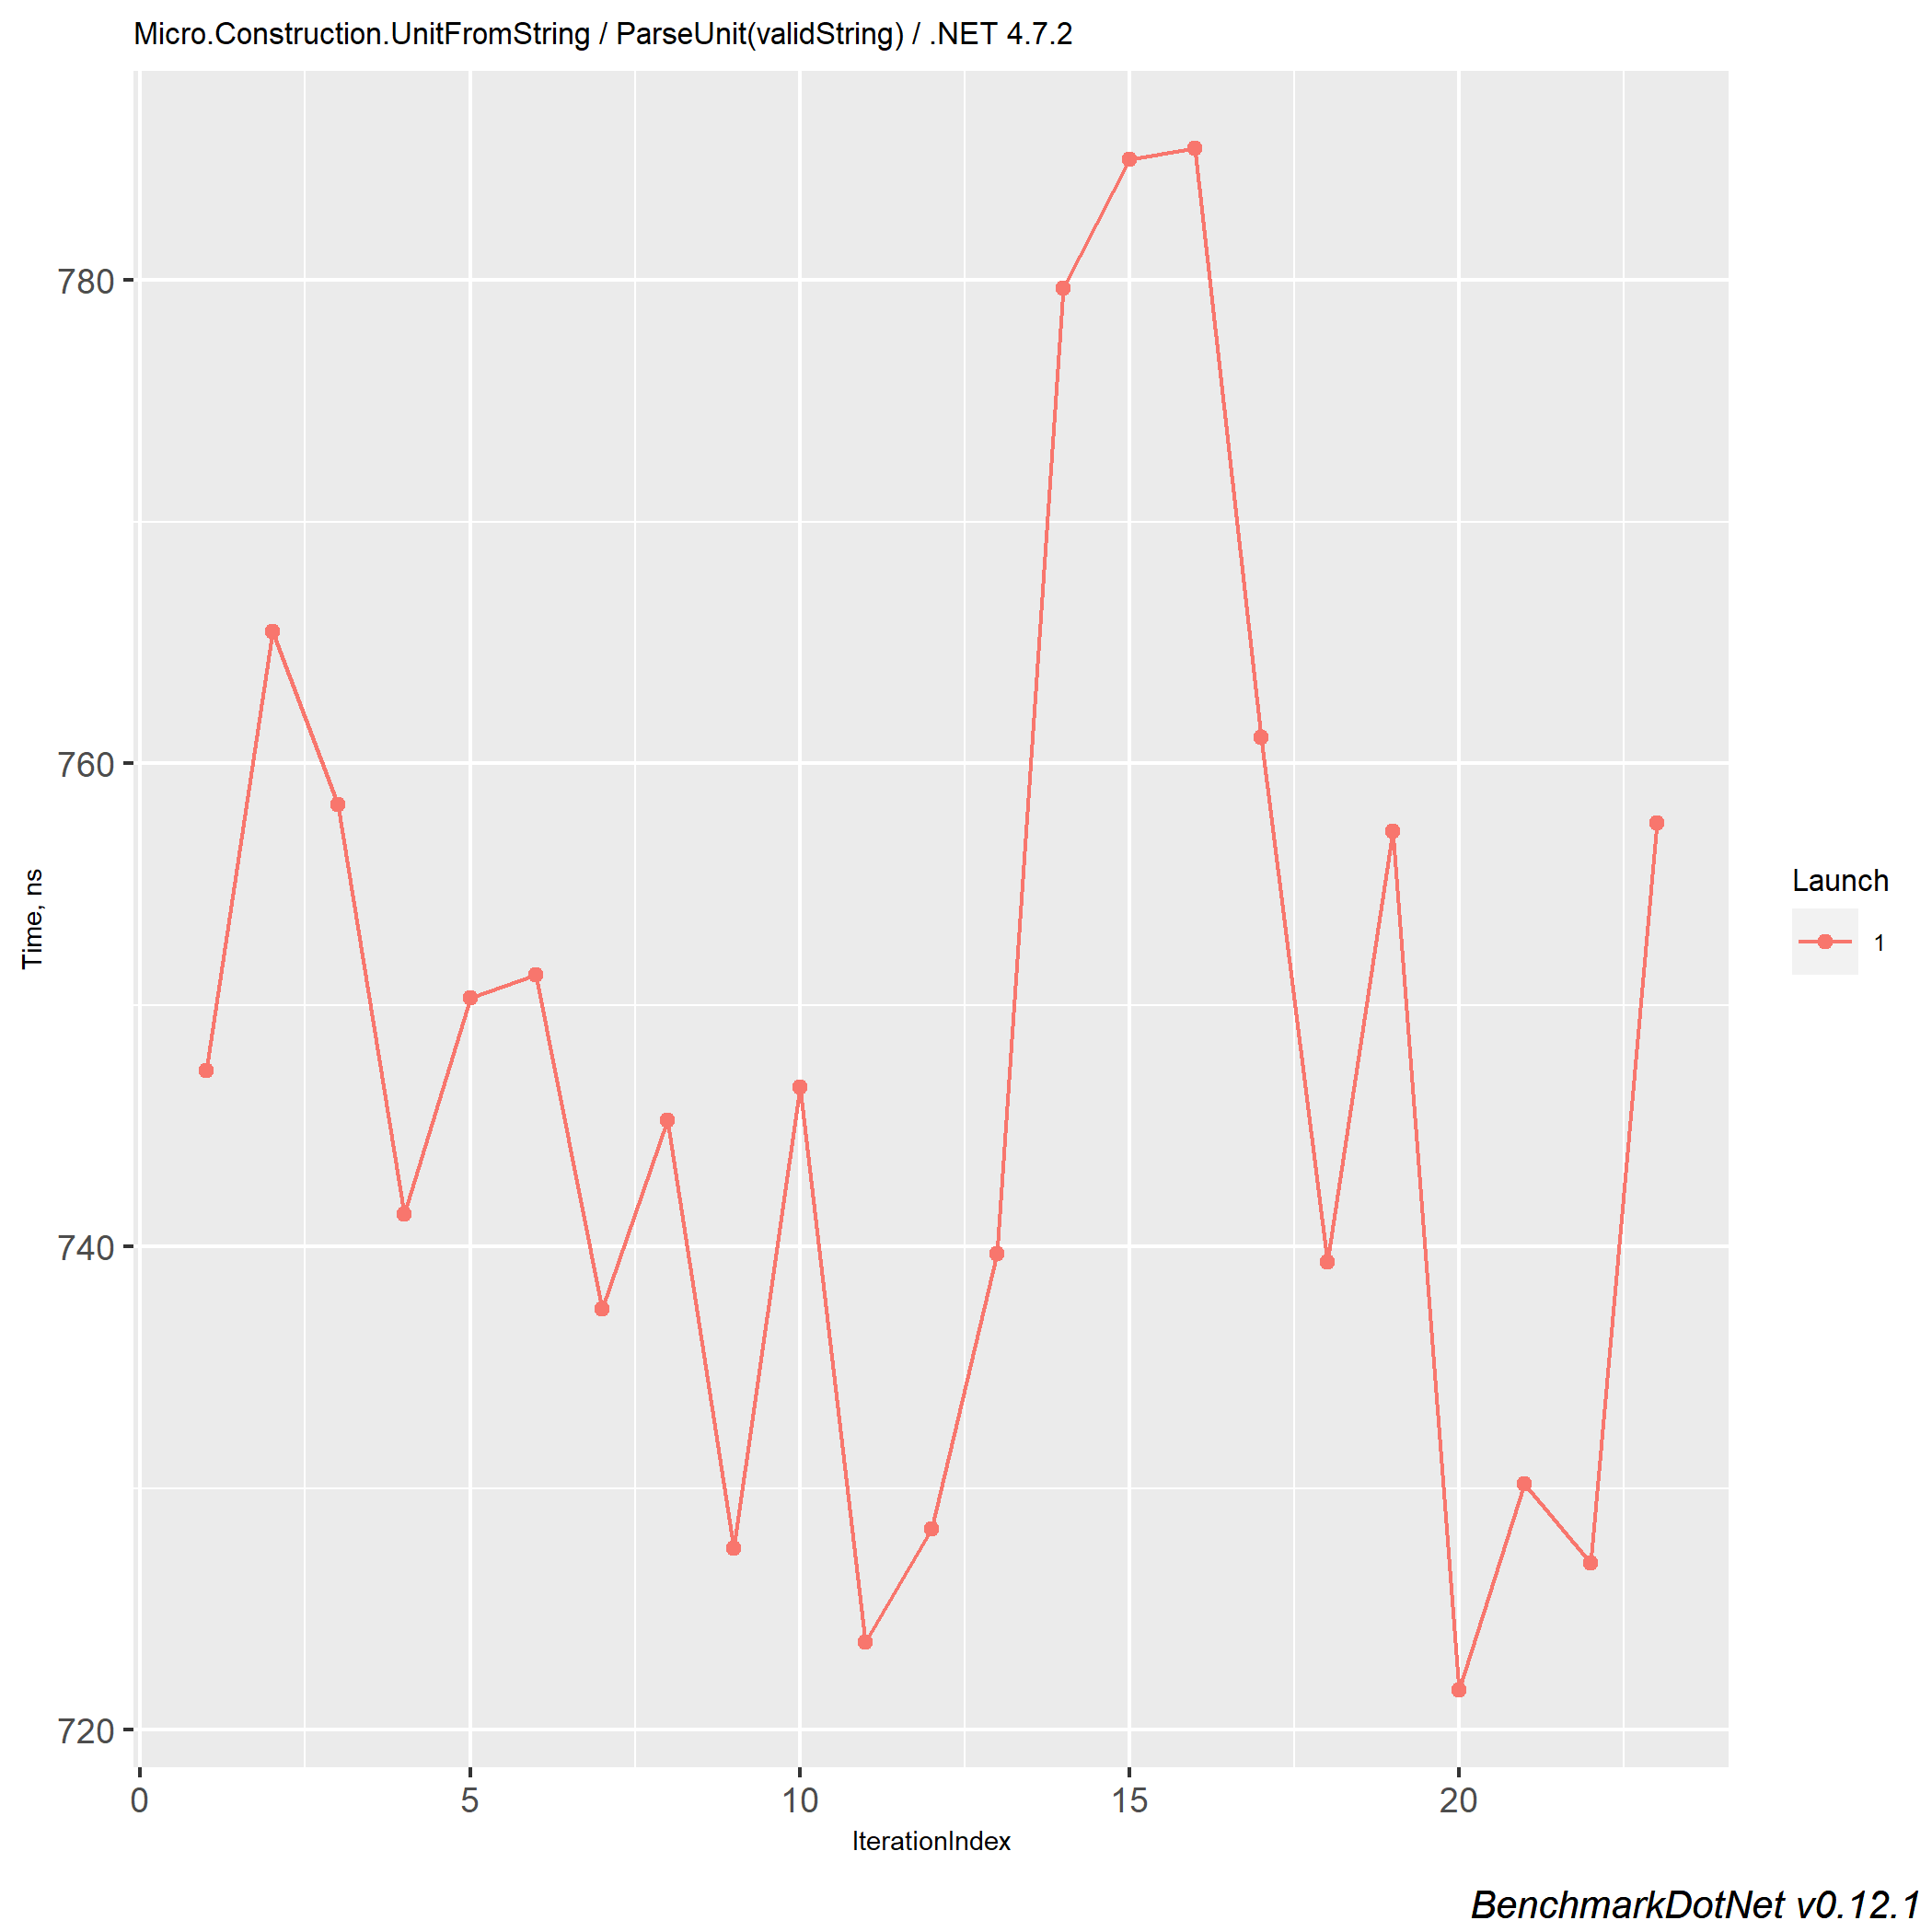 Micro.Construction.UnitFromString / ParseUnit(validString) / .NET 4.7.2
780
760
740
720
Time, ns
0 5 10 15 20
IterationIndex
Launch
1
BenchmarkDotNet v0.12.1